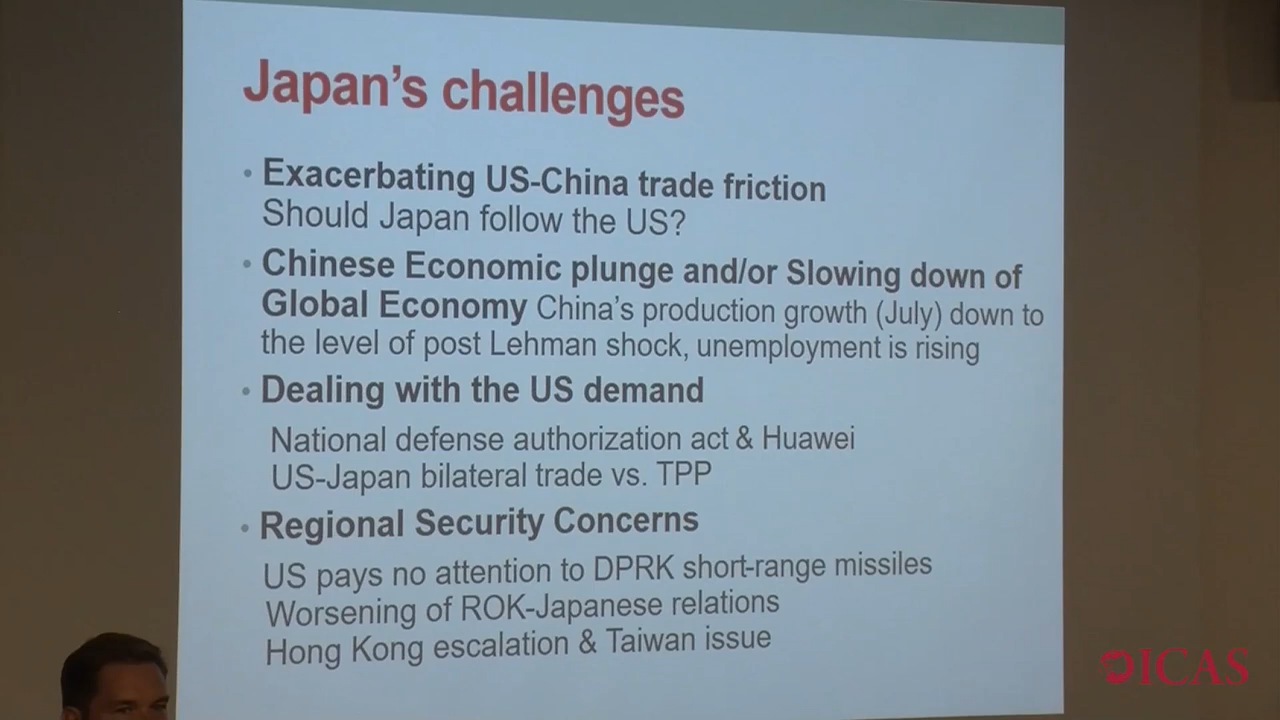 Japan's challenges
• Exacerbating US-China trade friction
Should Japan follow the US?
• Chinese Economic plunge and/or Slowing down of
Global Economy China's production growth (July) down to
the level of post Lehman shock, unemployment is rising
• Dealing with the US demand
National defense authorization act & Huawei
US-Japan bilateral trade vs. TPP
• Regional Security Concerns
US pays no attention to DPRK short-range missiles
Worsening of ROK-Japanese relations
Hong Kong escalation & Taiwan issue
ICAS